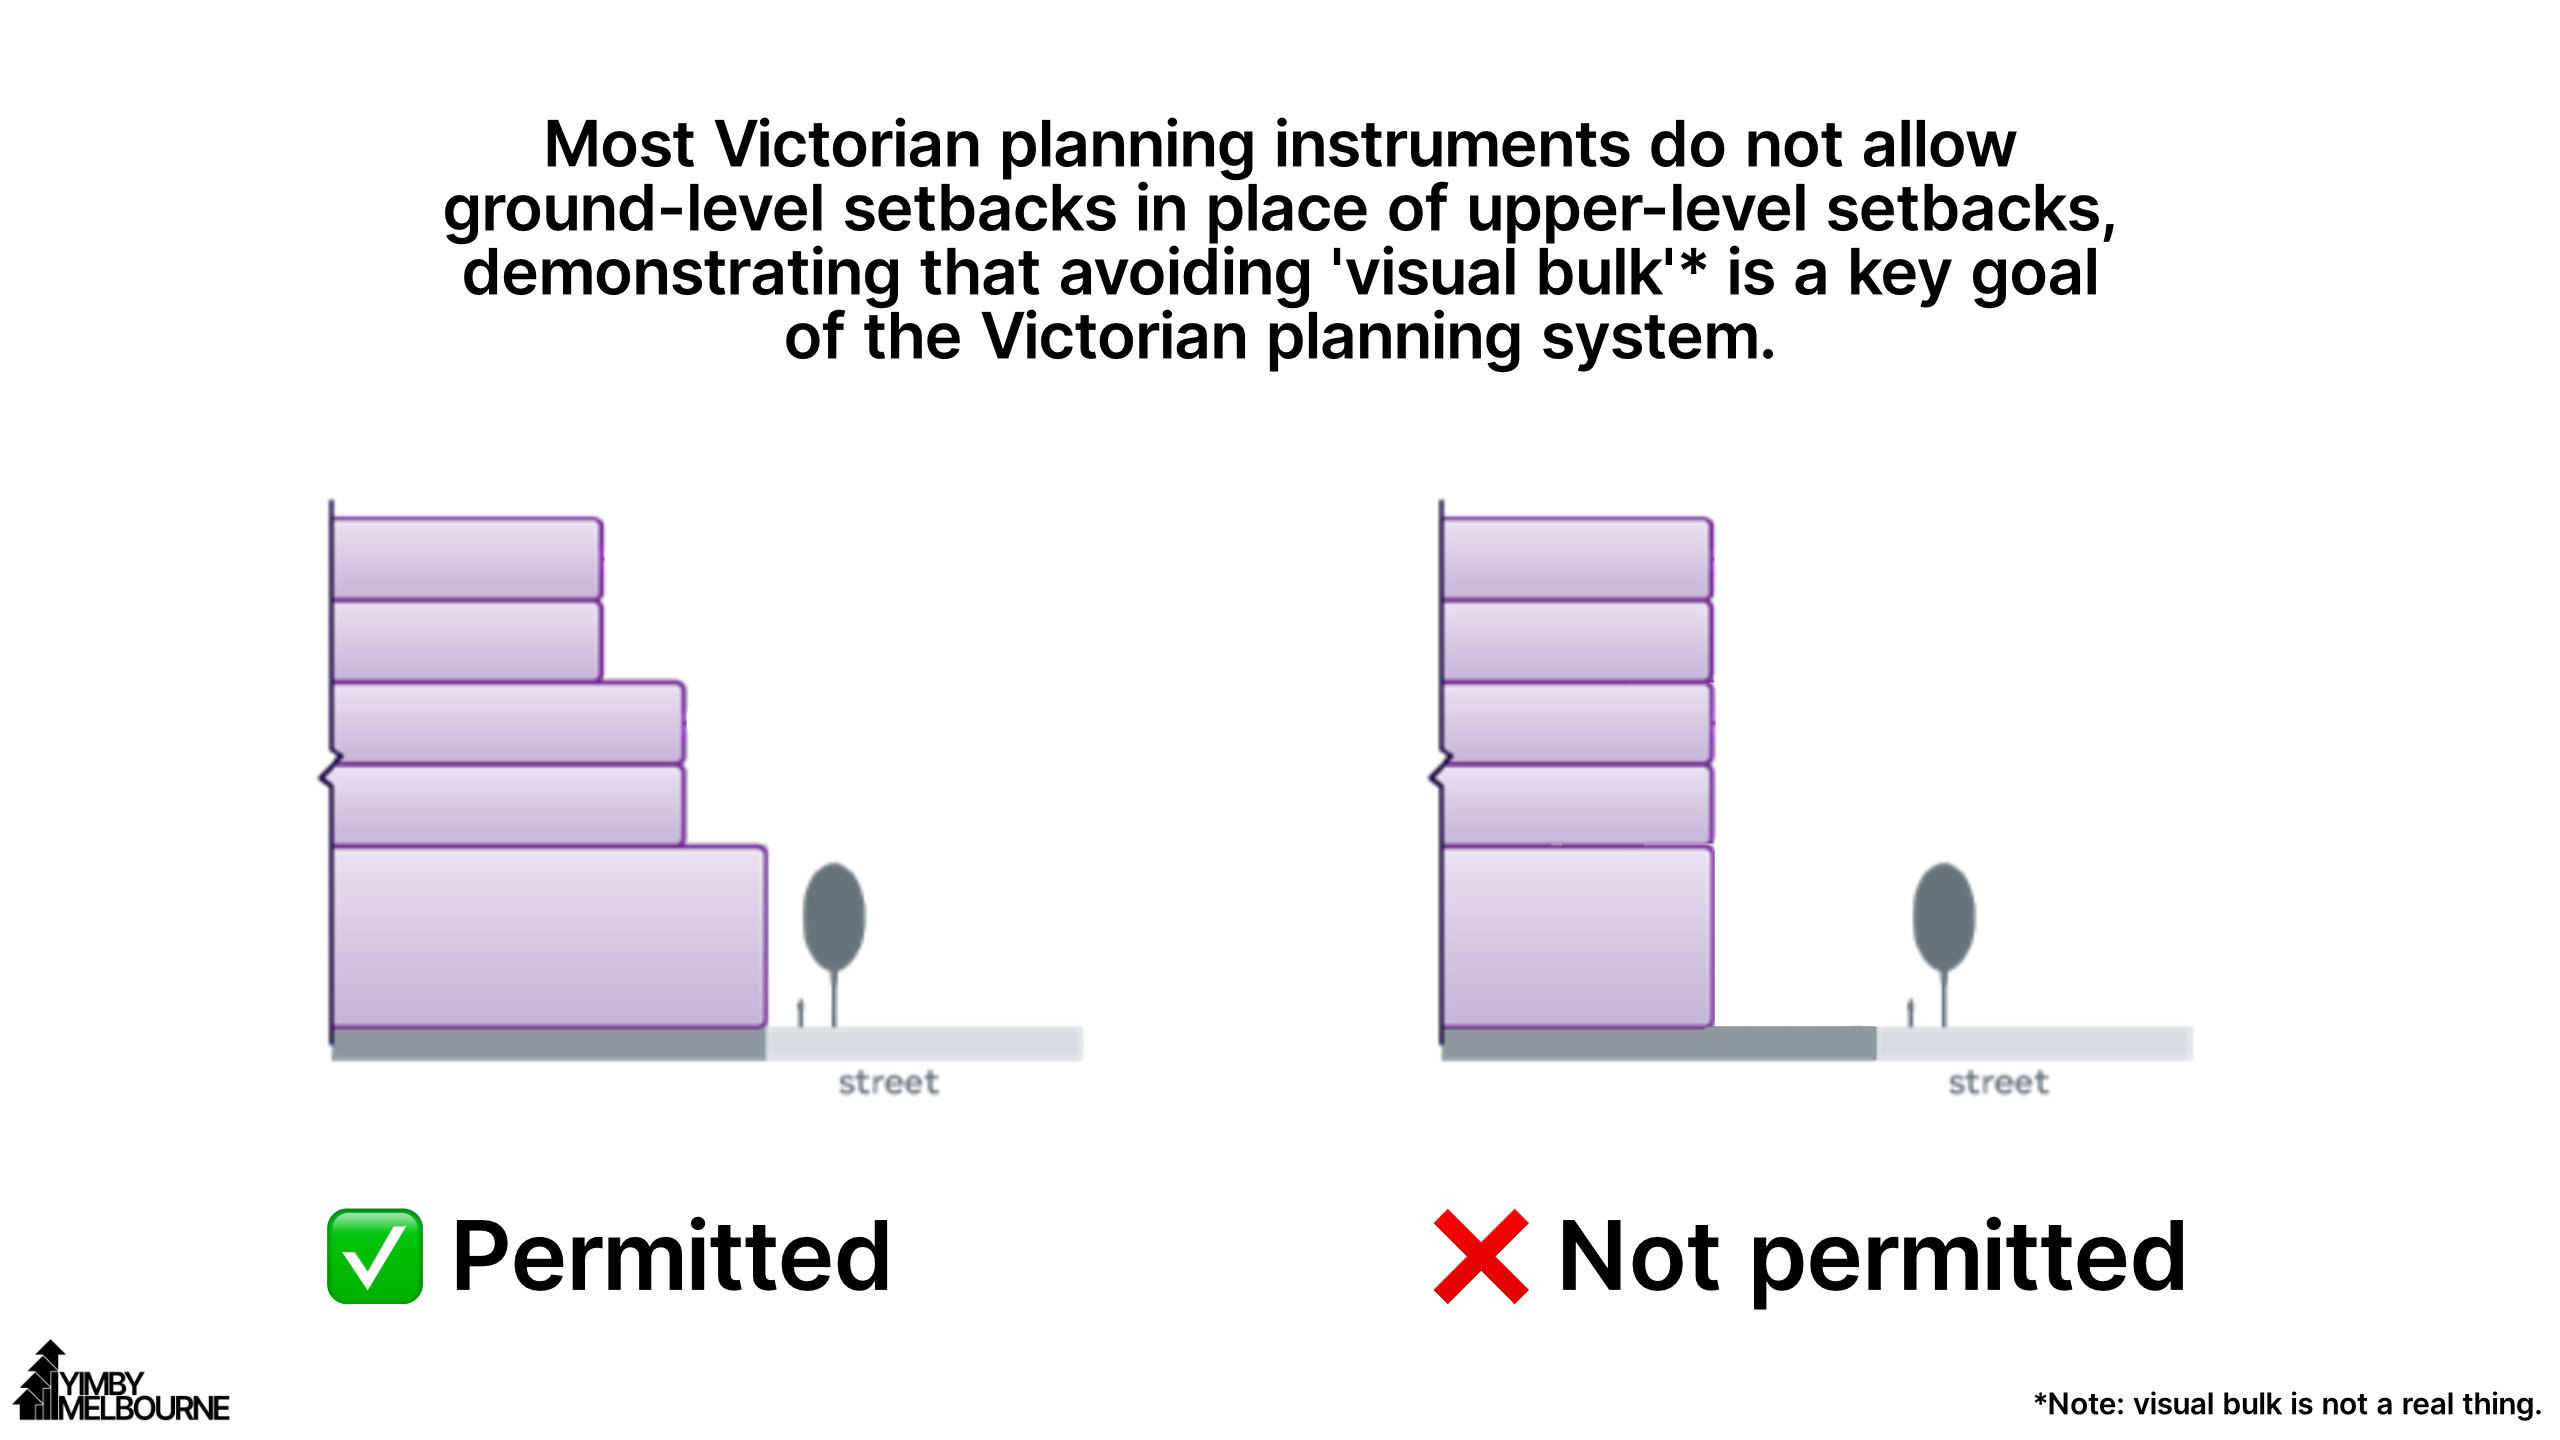 Most Victorian planning instruments do not allow
ground-level setbacks in place of upper-level setbacks,
demonstrating that avoiding 'visual bulk'* is a key goal
of the Victorian planning system.
street
street
Permitted
Not permitted
YIMBY
MELBOURNE
*Note: visual bulk is not a real thing.